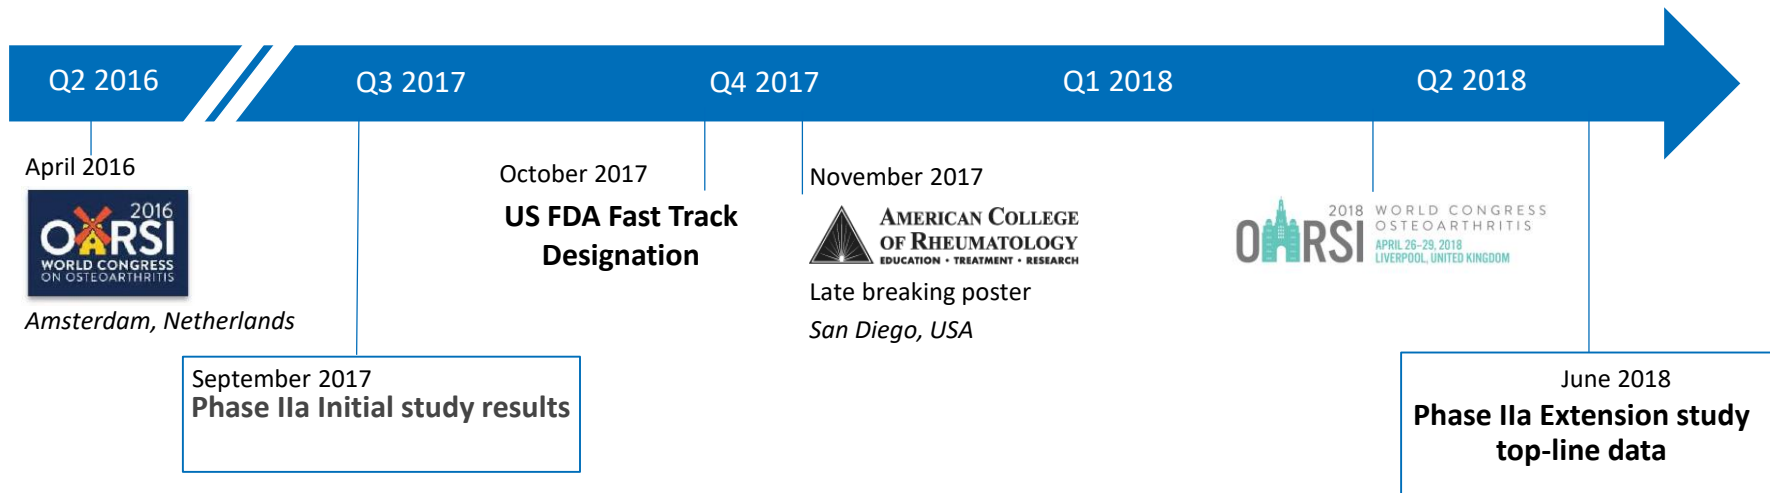 Q2 2016
Q3 2017
Q4 2017
Q1 2018
Q2 2018
April 2016
2016
OARSI
WORLD CONGRESS
ON OSTEOARTHRITIS
Amsterdam, Netherlands
September 2017
Phase IIa Initial study results
October 2017
US FDA Fast Track
Designation
November 2017
AMERICAN COLLEGE
OF RHEUMATOLOGY
EDUCATION • TREATMENT • RESEARCH
Late breaking poster
San Diego, USA
OARSI
2018 WORLD CONGRESS
OSTEOARTHRITIS
APRIL 26–29, 2018
LIVERPOOL, UNITED KINGDOM
June 2018
Phase IIa Extension study
top-line data